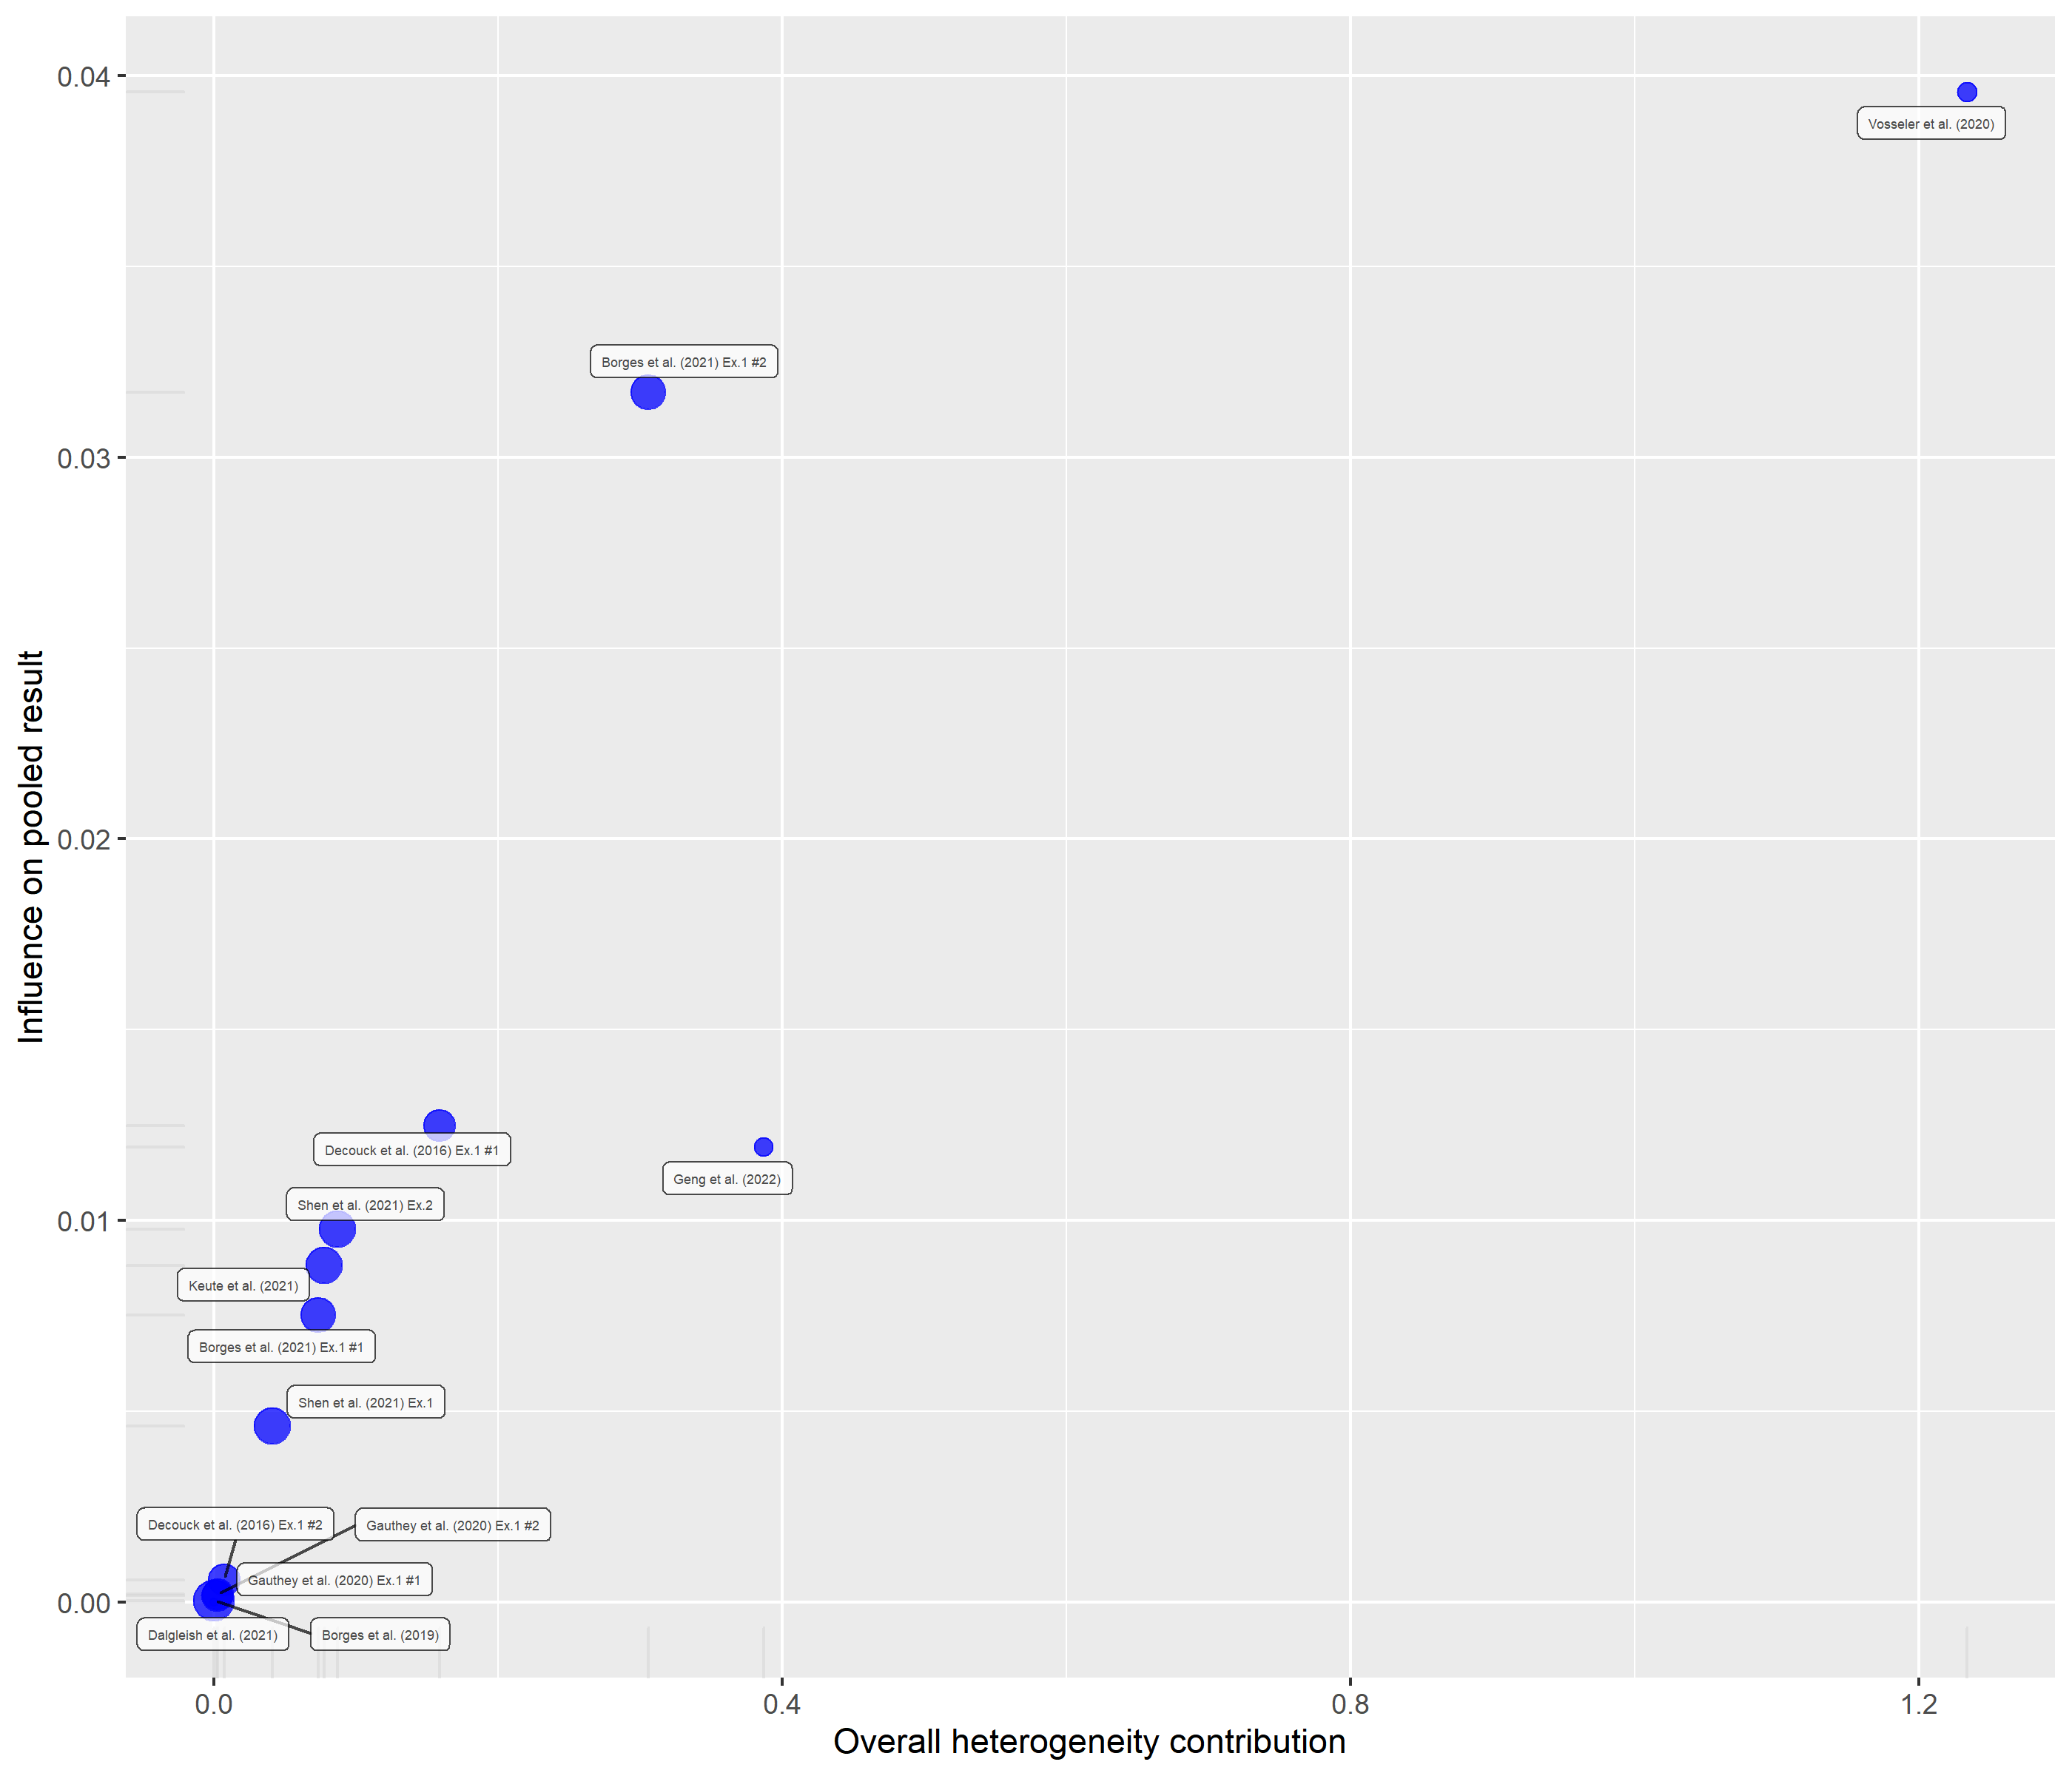 0.04
Vosseler et al. (2020)
Borges et al. (2021) Ex.1 #2
0.03
Influence on pooled result
0.02
Decouck et al. (2016) Ex.1 #1
Geng et al. (2022)
Shen et al. (2021) Ex.2
0.01
Keute et al. (2021)
Borges et al. (2021) Ex.1 #1
Shen et al. (2021) Ex.1
Decouck et al. (2016) Ex.1 #2
Gauthey et al. (2020) Ex.1 #2
Gauthey et al. (2020) Ex.1 #1
0.00
Dalgleish et al. (2021)
Borges et al. (2019)
0.0
0.4
0.8
1.2
Overall heterogeneity contribution